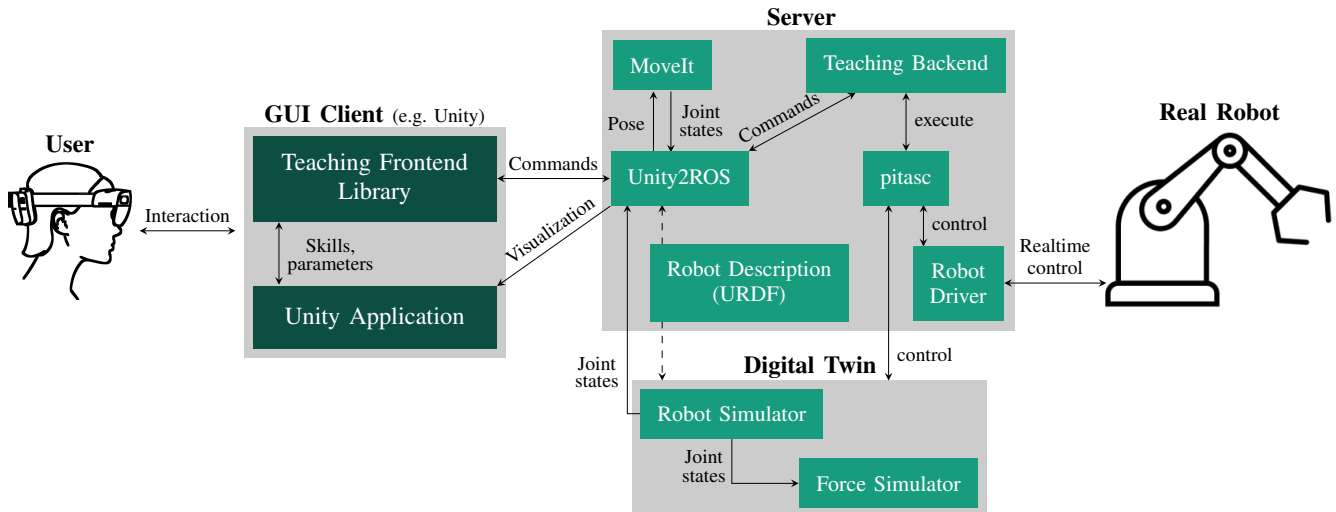 Server
MoveIt
Teaching Backend
GUI Client (e.g. Unity)
Pose
Joint
states
Commands
execute
Real Robot
User
Teaching Frontend
Library
Commands
Unity2ROS
pitasc
Interaction
Visualization
control
Skills,
parameters
Robot Description
(URDF)
Robot
Driver
Realtime
control
Unity Application
Joint
states
Digital Twin
control
Robot Simulator
Joint
states
Force Simulator